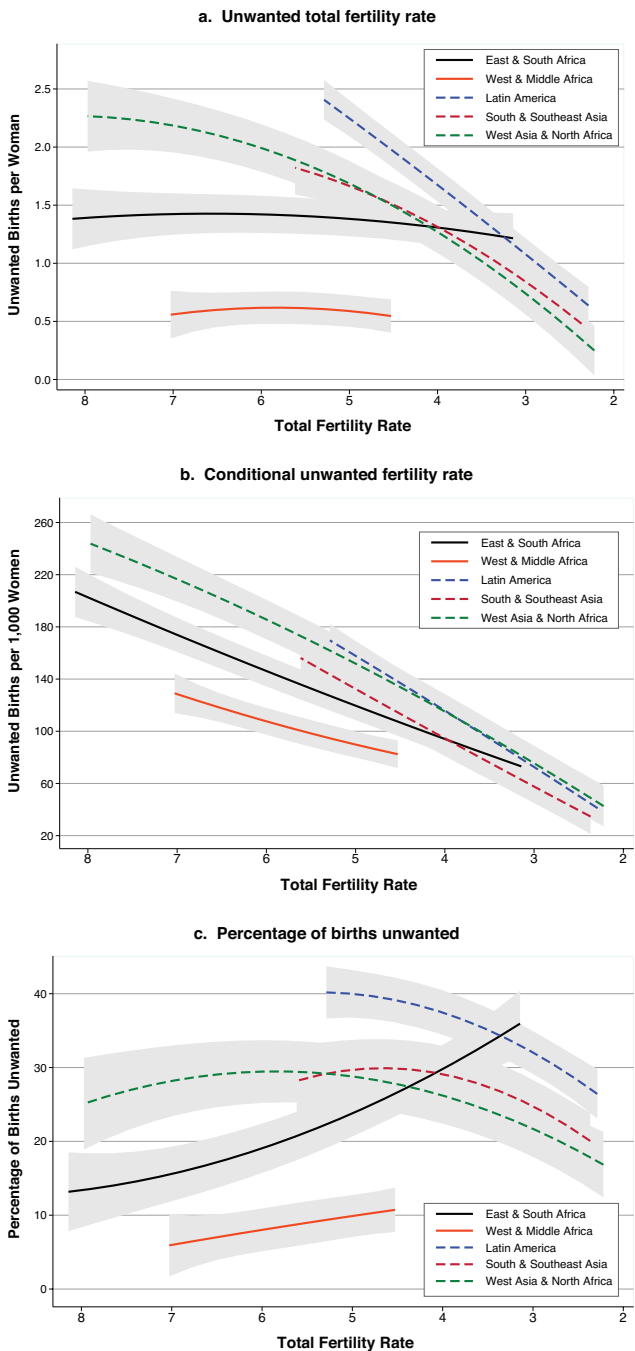 a. Unwanted total fertility rate
East & South Africa
West & Middle Africa
Latin America
South & Southeast Asia
West Asia & North Africa
2.5
2.0
1.5
1.0
0.5
0.0
Unwanted Births per Woman
8 7 6 5 4 3 2
Total Fertility Rate
b. Conditional unwanted fertility rate
East & South Africa
West & Middle Africa
Latin America
South & Southeast Asia
West Asia & North Africa
260
220
180
140
100
60
20
Unwanted Births per 1,000 Women
8 7 6 5 4 3 2
Total Fertility Rate
c. Percentage of births unwanted
40
30
20
10
0
Percentage of Births Unwanted
East & South Africa
West & Middle Africa
Latin America
South & Southeast Asia
West Asia & North Africa
8 7 6 5 4 3 2
Total Fertility Rate